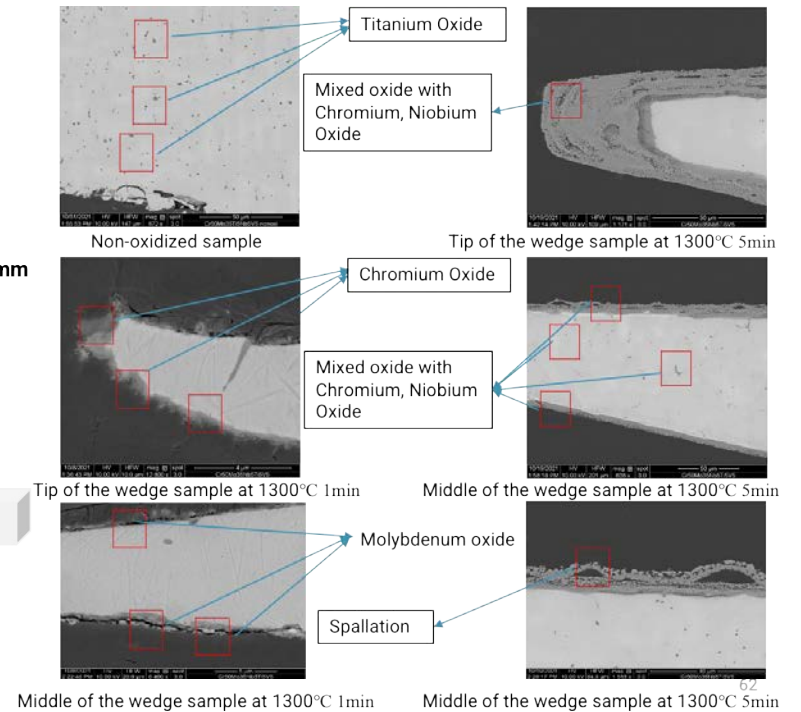 Titanium Oxide
Mixed oxide with
Chromium, Niobium
Oxide
Non-oxidized sample
Tip of the wedge sample at 1300°C 5min
mm
Chromium Oxide
Mixed oxide with
Chromium, Niobium
Oxide
Tip of the wedge sample at 1300°C 1min
Middle of the wedge sample at 1300°C 5min
Molybdenum oxide
Spallation
62
Middle of the wedge sample at 1300°C 1min
Middle of the wedge sample at 1300°C 5min